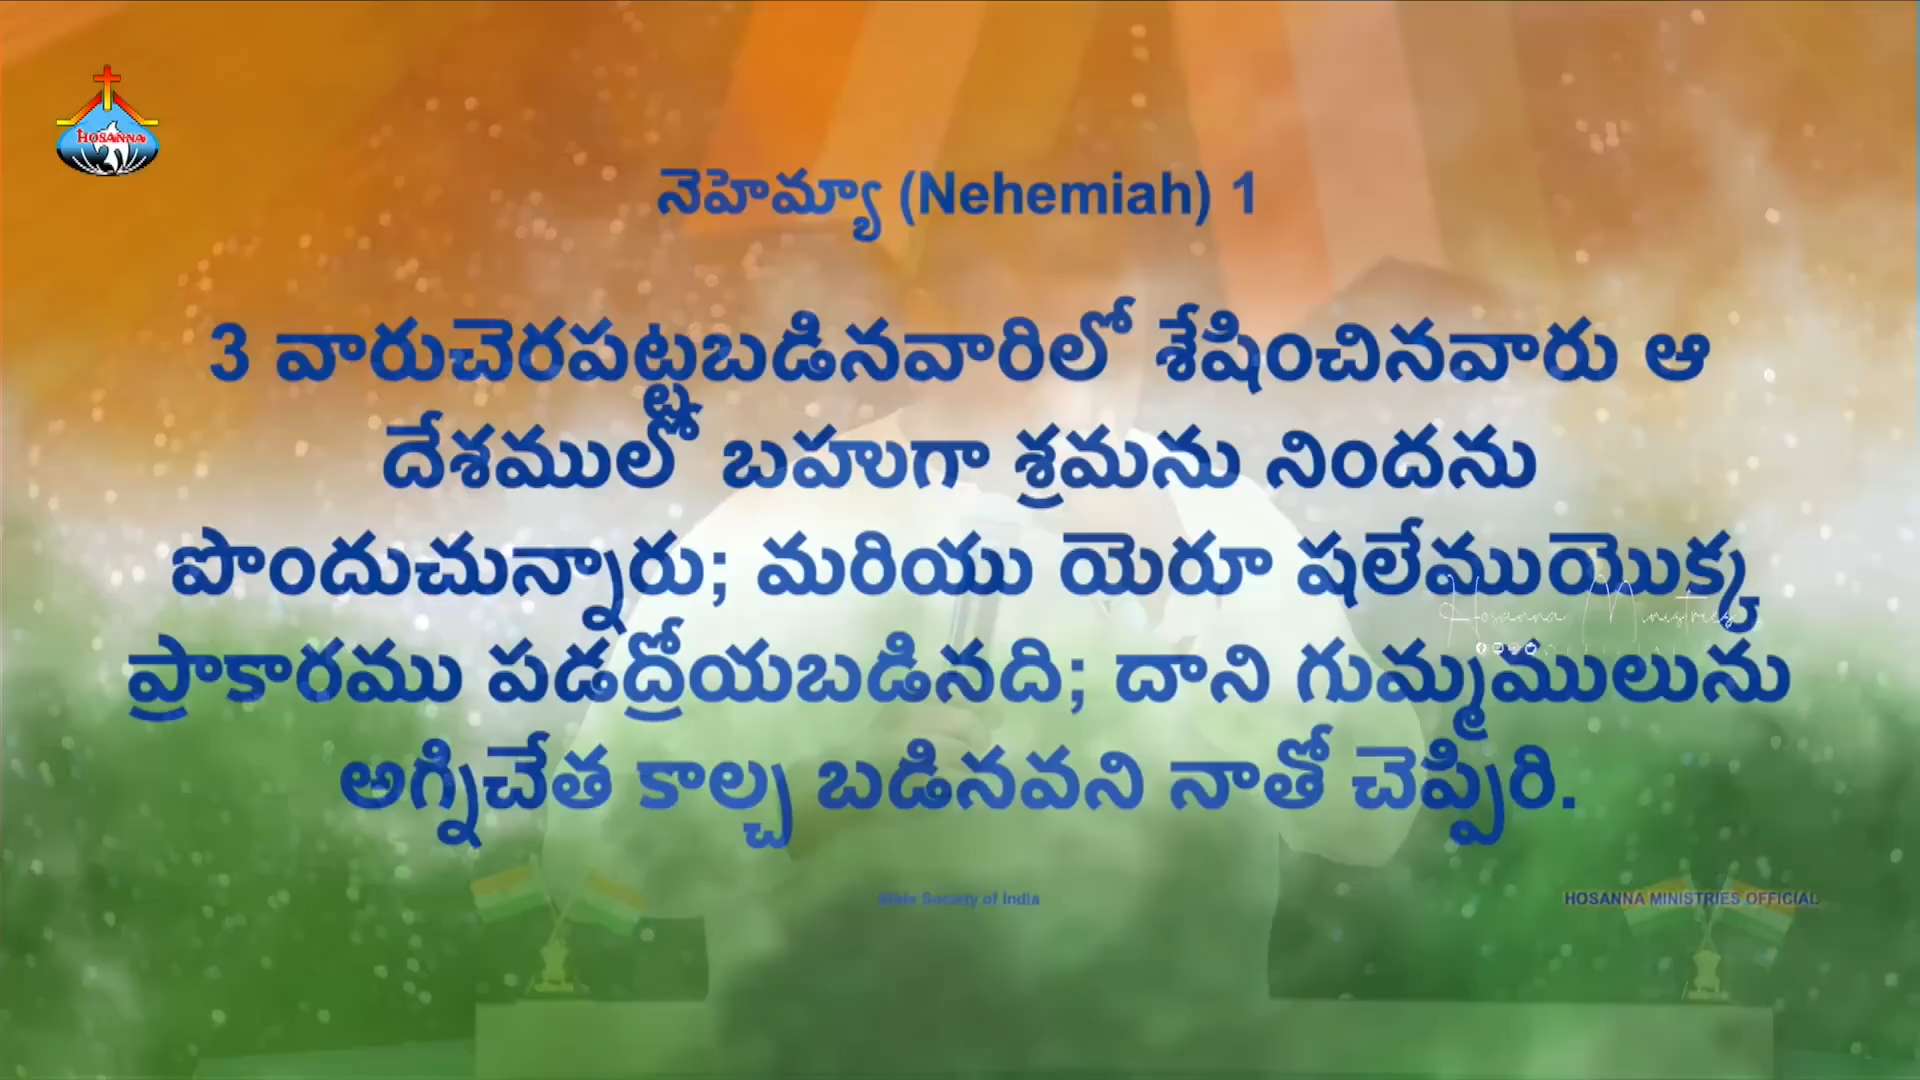 HOSANNA
నెహెమ్యా (Nehemiah) 1
3 వారుచెరపట్టబడినవారిలో శేషించినవారు ఆ
దేశములో బహుగా శ్రమను నిందను
పొందుచున్నారు; మరియు యెరూ షలేముయొక్క
Hosanna Ministries
OFFICIAL
ప్రాకారము పడద్రోయబడినది; దాని గుమ్మములును
అగ్నిచేత కాల్చ బడినవని నాతో చెప్పిరి.
Bible Society of India
HOSANNA MINISTRIES OFFICIAL